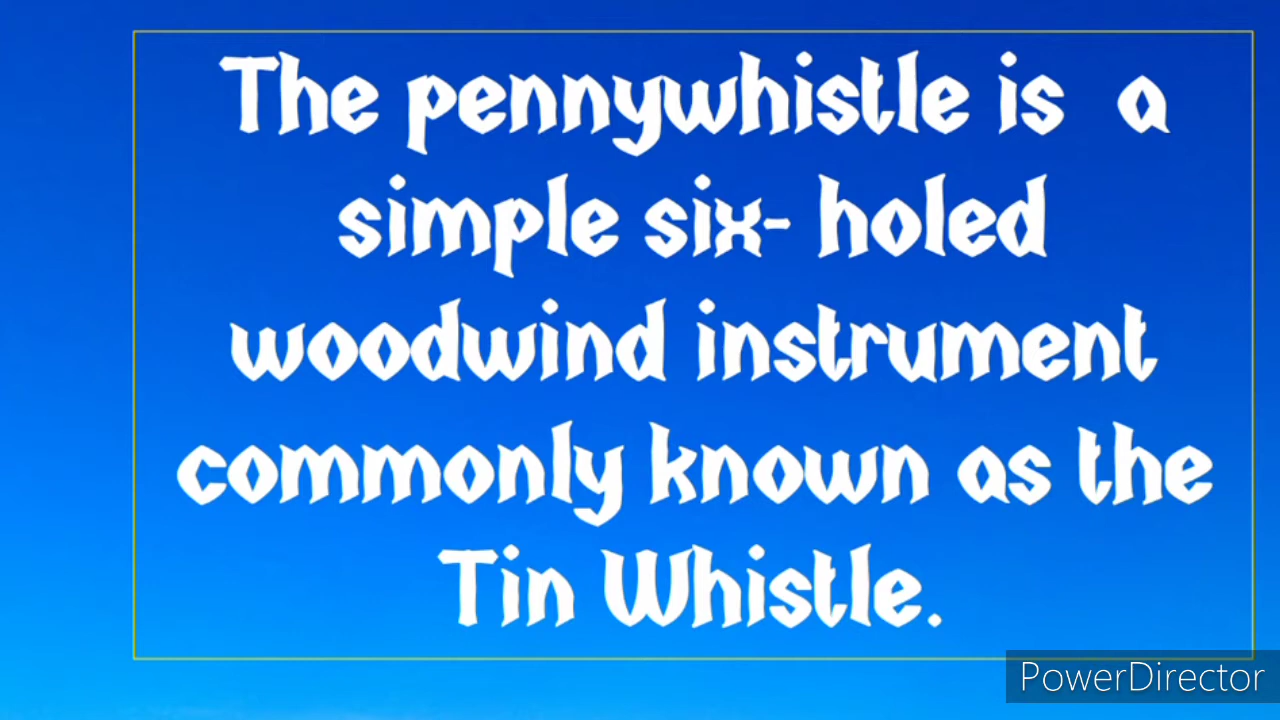 The pennywhistle is a
simple six- holed
woodwind instrument
commonly known as the
Tin Whistle.
PowerDirector